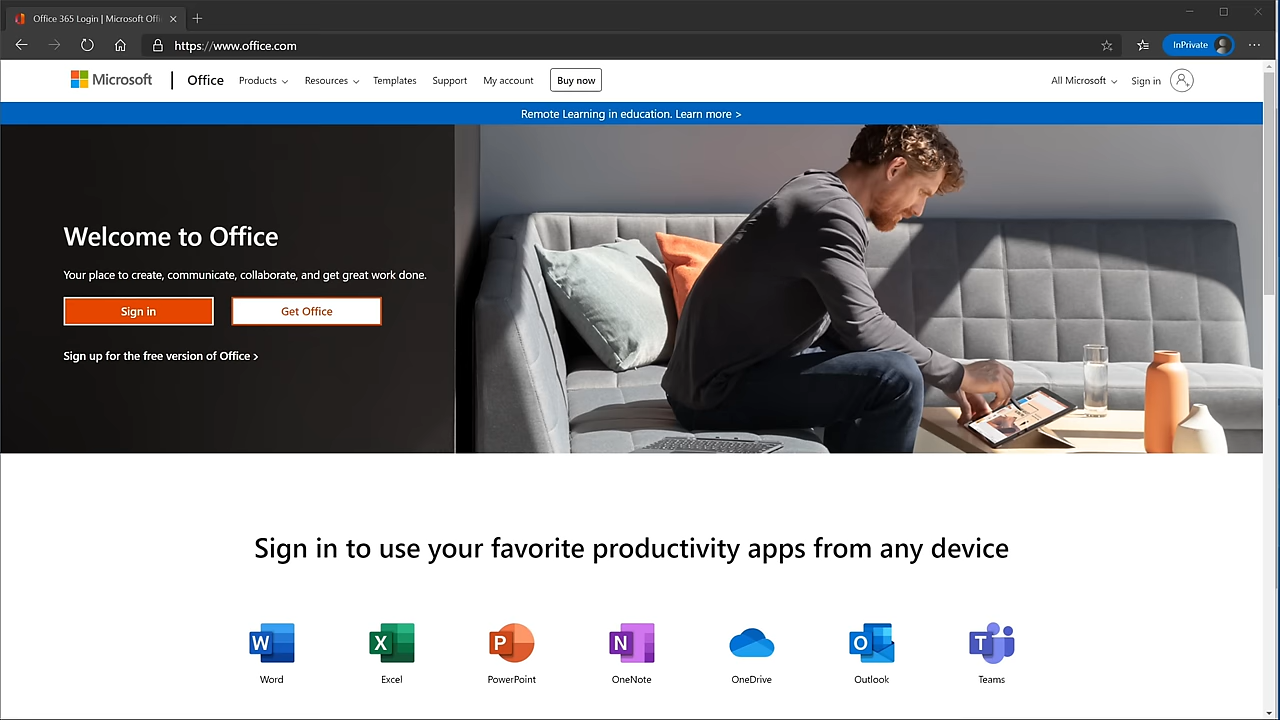 Office 365 Login | Microsoft Offi
https://www.office.com
InPrivate
Microsoft
Office
Products
Resources
Templates
Support
My account
Buy now
All Microsoft
Sign in
Remote Learning in education. Learn more >
Welcome to Office
Your place to create, communicate, collaborate, and get great work done.
Sign in
Get Office
Sign up for the free version of Office >
Sign in to use your favorite productivity apps from any device
W
X
P
N
O
T
Word
Excel
PowerPoint
OneNote
OneDrive
Outlook
Teams